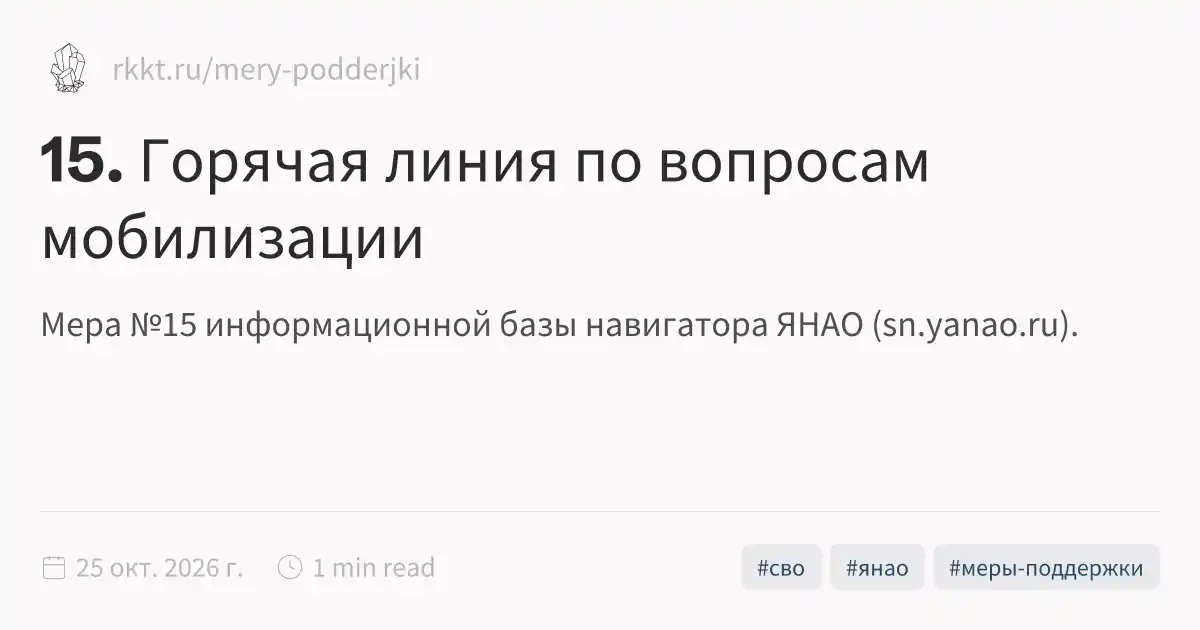 rkkt.ru/mery-podderjki
15. Горячая линия по вопросам
мобилизации
Мера №15 информационной базы навигатора ЯНАО (sn.yanao.ru).
25 окт. 2026 г. 1 min read #сво #янао #меры-поддержки